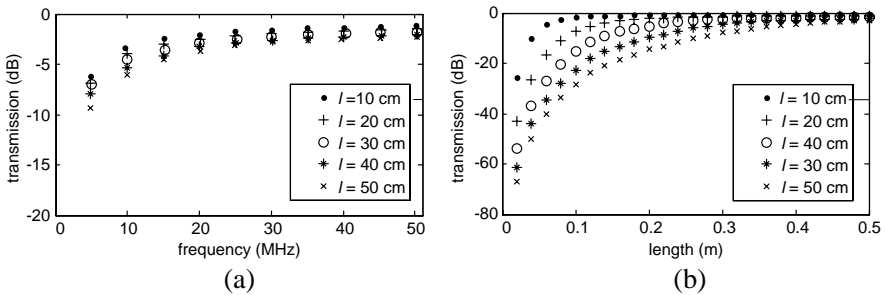 0
-5
-10
-15
-20
transmission (dB)
l =10 cm
l = 20 cm
l = 30 cm
l = 40 cm
l = 50 cm
0 10 20 30 40 50
frequency (MHz)
(a)
0
-20
-40
-60
-80
transmission (dB)
l = 10 cm
l = 20 cm
l = 40 cm
l = 30 cm
l = 50 cm
0 0.1 0.2 0.3 0.4 0.5
length (m)
(b)